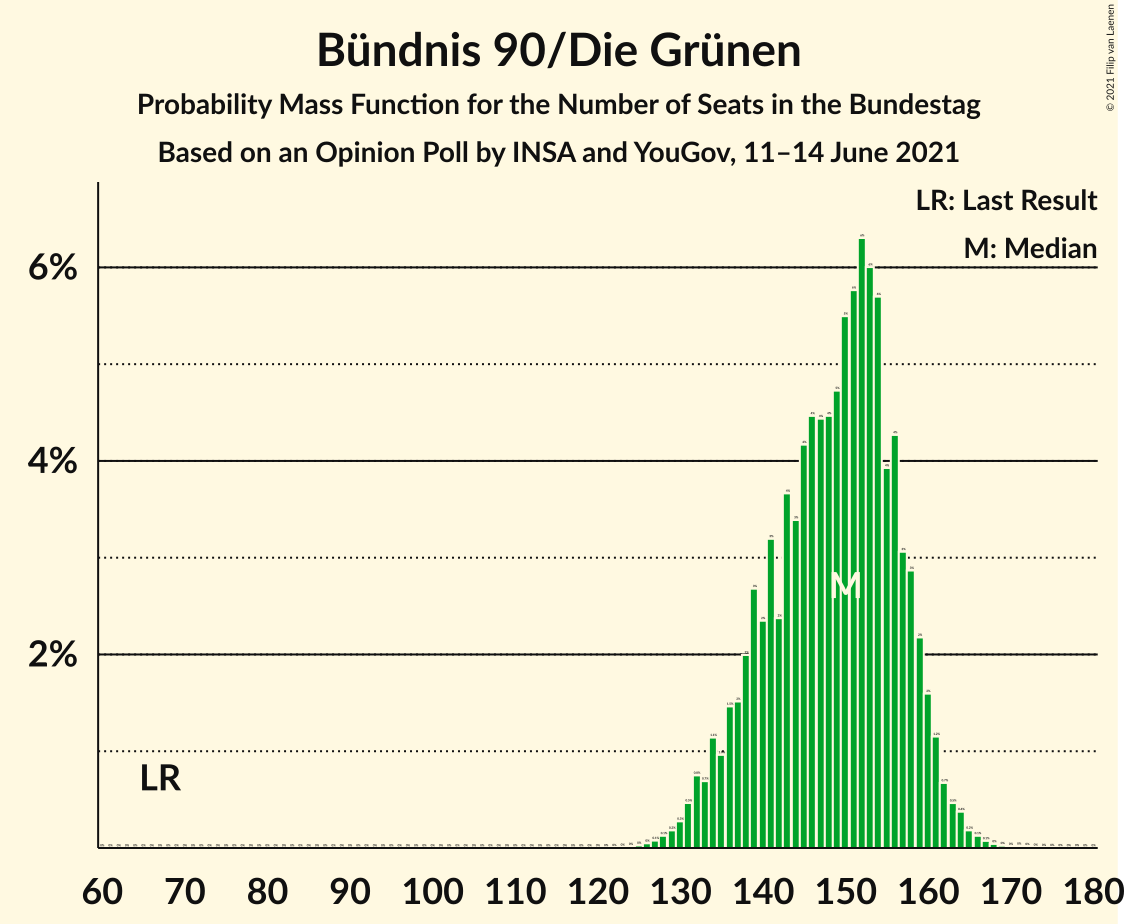 Bündnis 90/Die Grünen
Probability Mass Function for the Number of Seats in the Bundestag
Based on an Opinion Poll by INSA and YouGov, 11–14 June 2021
© 2021 Filip van Laenen
LR: Last Result
M: Median
6%
4%
2%
LR
M
60 70 80 90 100 110 120 130 140 150 160 170 180